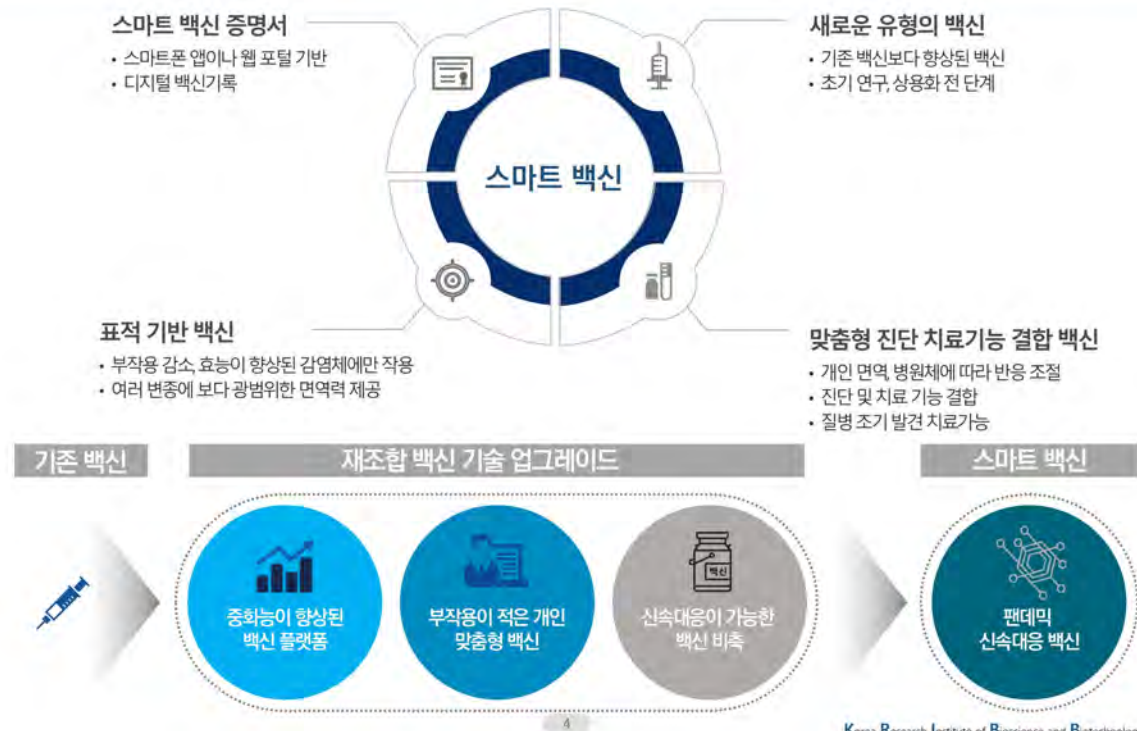 스마트 백신 증명서
• 스마트폰 앱이나 웹 포털 기반
• 디지털 백신기록
새로운 유형의 백신
• 기존 백신보다 향상된 백신
• 초기 연구, 상용화 전 단계
스마트 백신
표적 기반 백신
• 부작용 감소, 효능이 향상된 감염체에만 작용
• 여러 변종에 보다 광범위한 면역력 제공
맞춤형 진단 치료기능 결합 백신
• 개인 면역, 병원체에 따라 반응 조절
• 진단 및 치료 기능 결합
• 질병 조기 발견 치료가능
기존 백신
재조합 백신 기술 업그레이드
스마트 백신
중화능이 향상된
백신 플랫폼
부작용이 적은 개인
맞춤형 백신
백신
신속대응이 가능한
백신 비축
팬데믹
신속대응 백신
4
Korea Research Institute of Bioscience and Biotechnolog